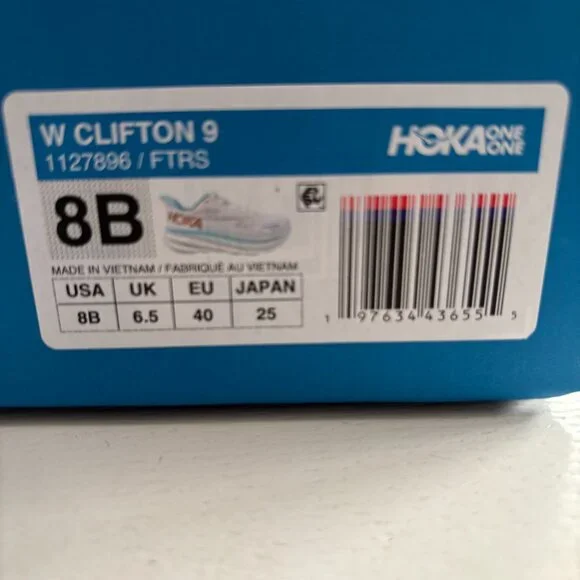 W CLIFTON 9
1127896 / FTRS
HOKA ONE ONE
8B
HOKA
MADE IN VIETNAM / FABRIQUÉ AU VIETNAM
USA UK EU JAPAN
8B 6.5 40 25
1 97634 43655 5